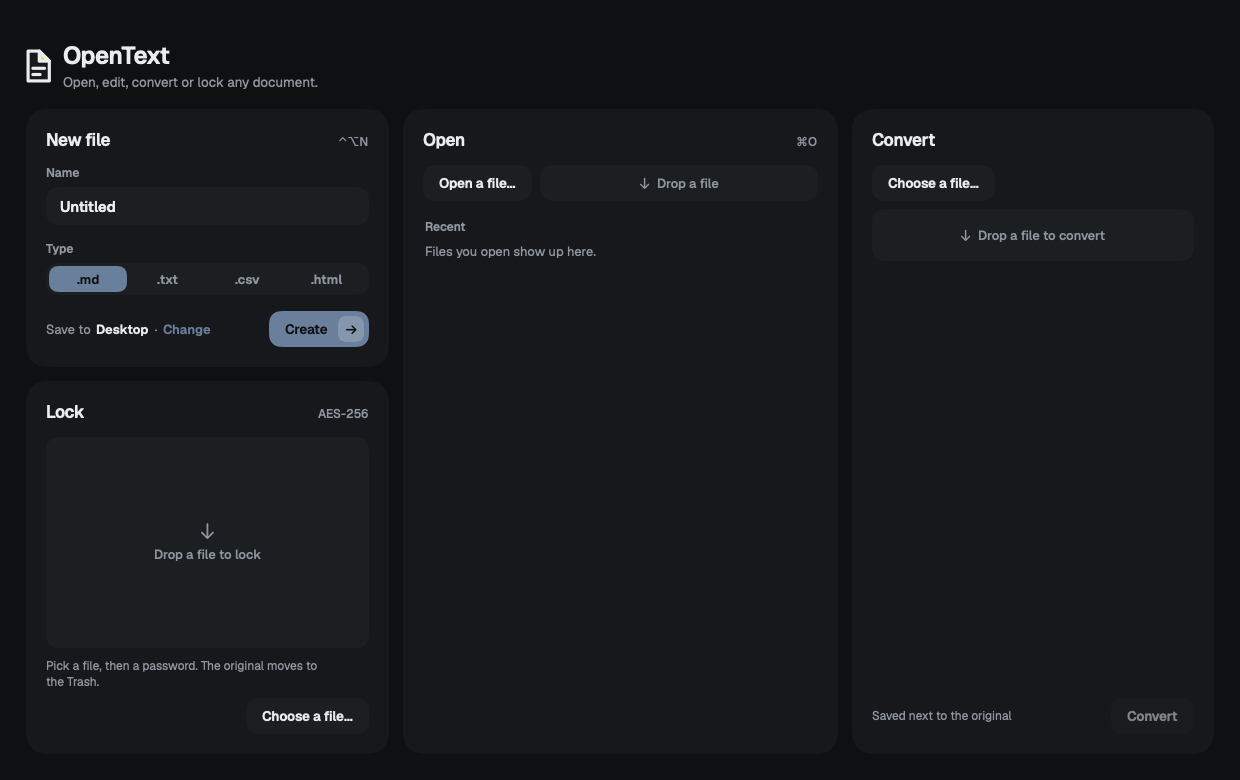 OpenText
Open, edit, convert or lock any document.
New file
^⌥N
Name
Untitled
Type
.md .txt .csv .html
Save to Desktop · Change
Create →
Lock
AES-256
↓
Drop a file to lock
Pick a file, then a password. The original moves to
the Trash.
Choose a file...
Open
⌘O
Open a file...
↓ Drop a file
Recent
Files you open show up here.
Convert
Choose a file...
↓ Drop a file to convert
Saved next to the original
Convert